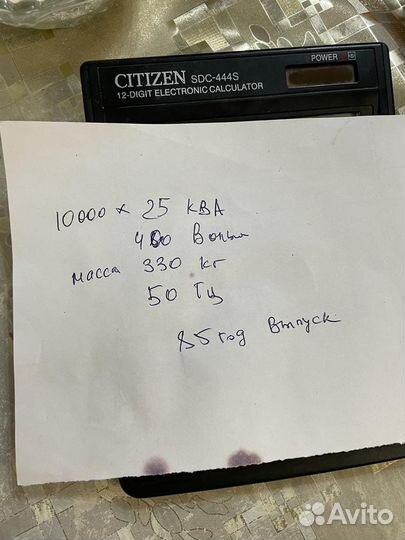 POWER
CITIZEN SDC-444S
12-DIGIT ELECTRONIC CALCULATOR
10000 x 25 КВА
400 Вольт
масса 330 кг
50 Гц
85 год выпуск
Avito